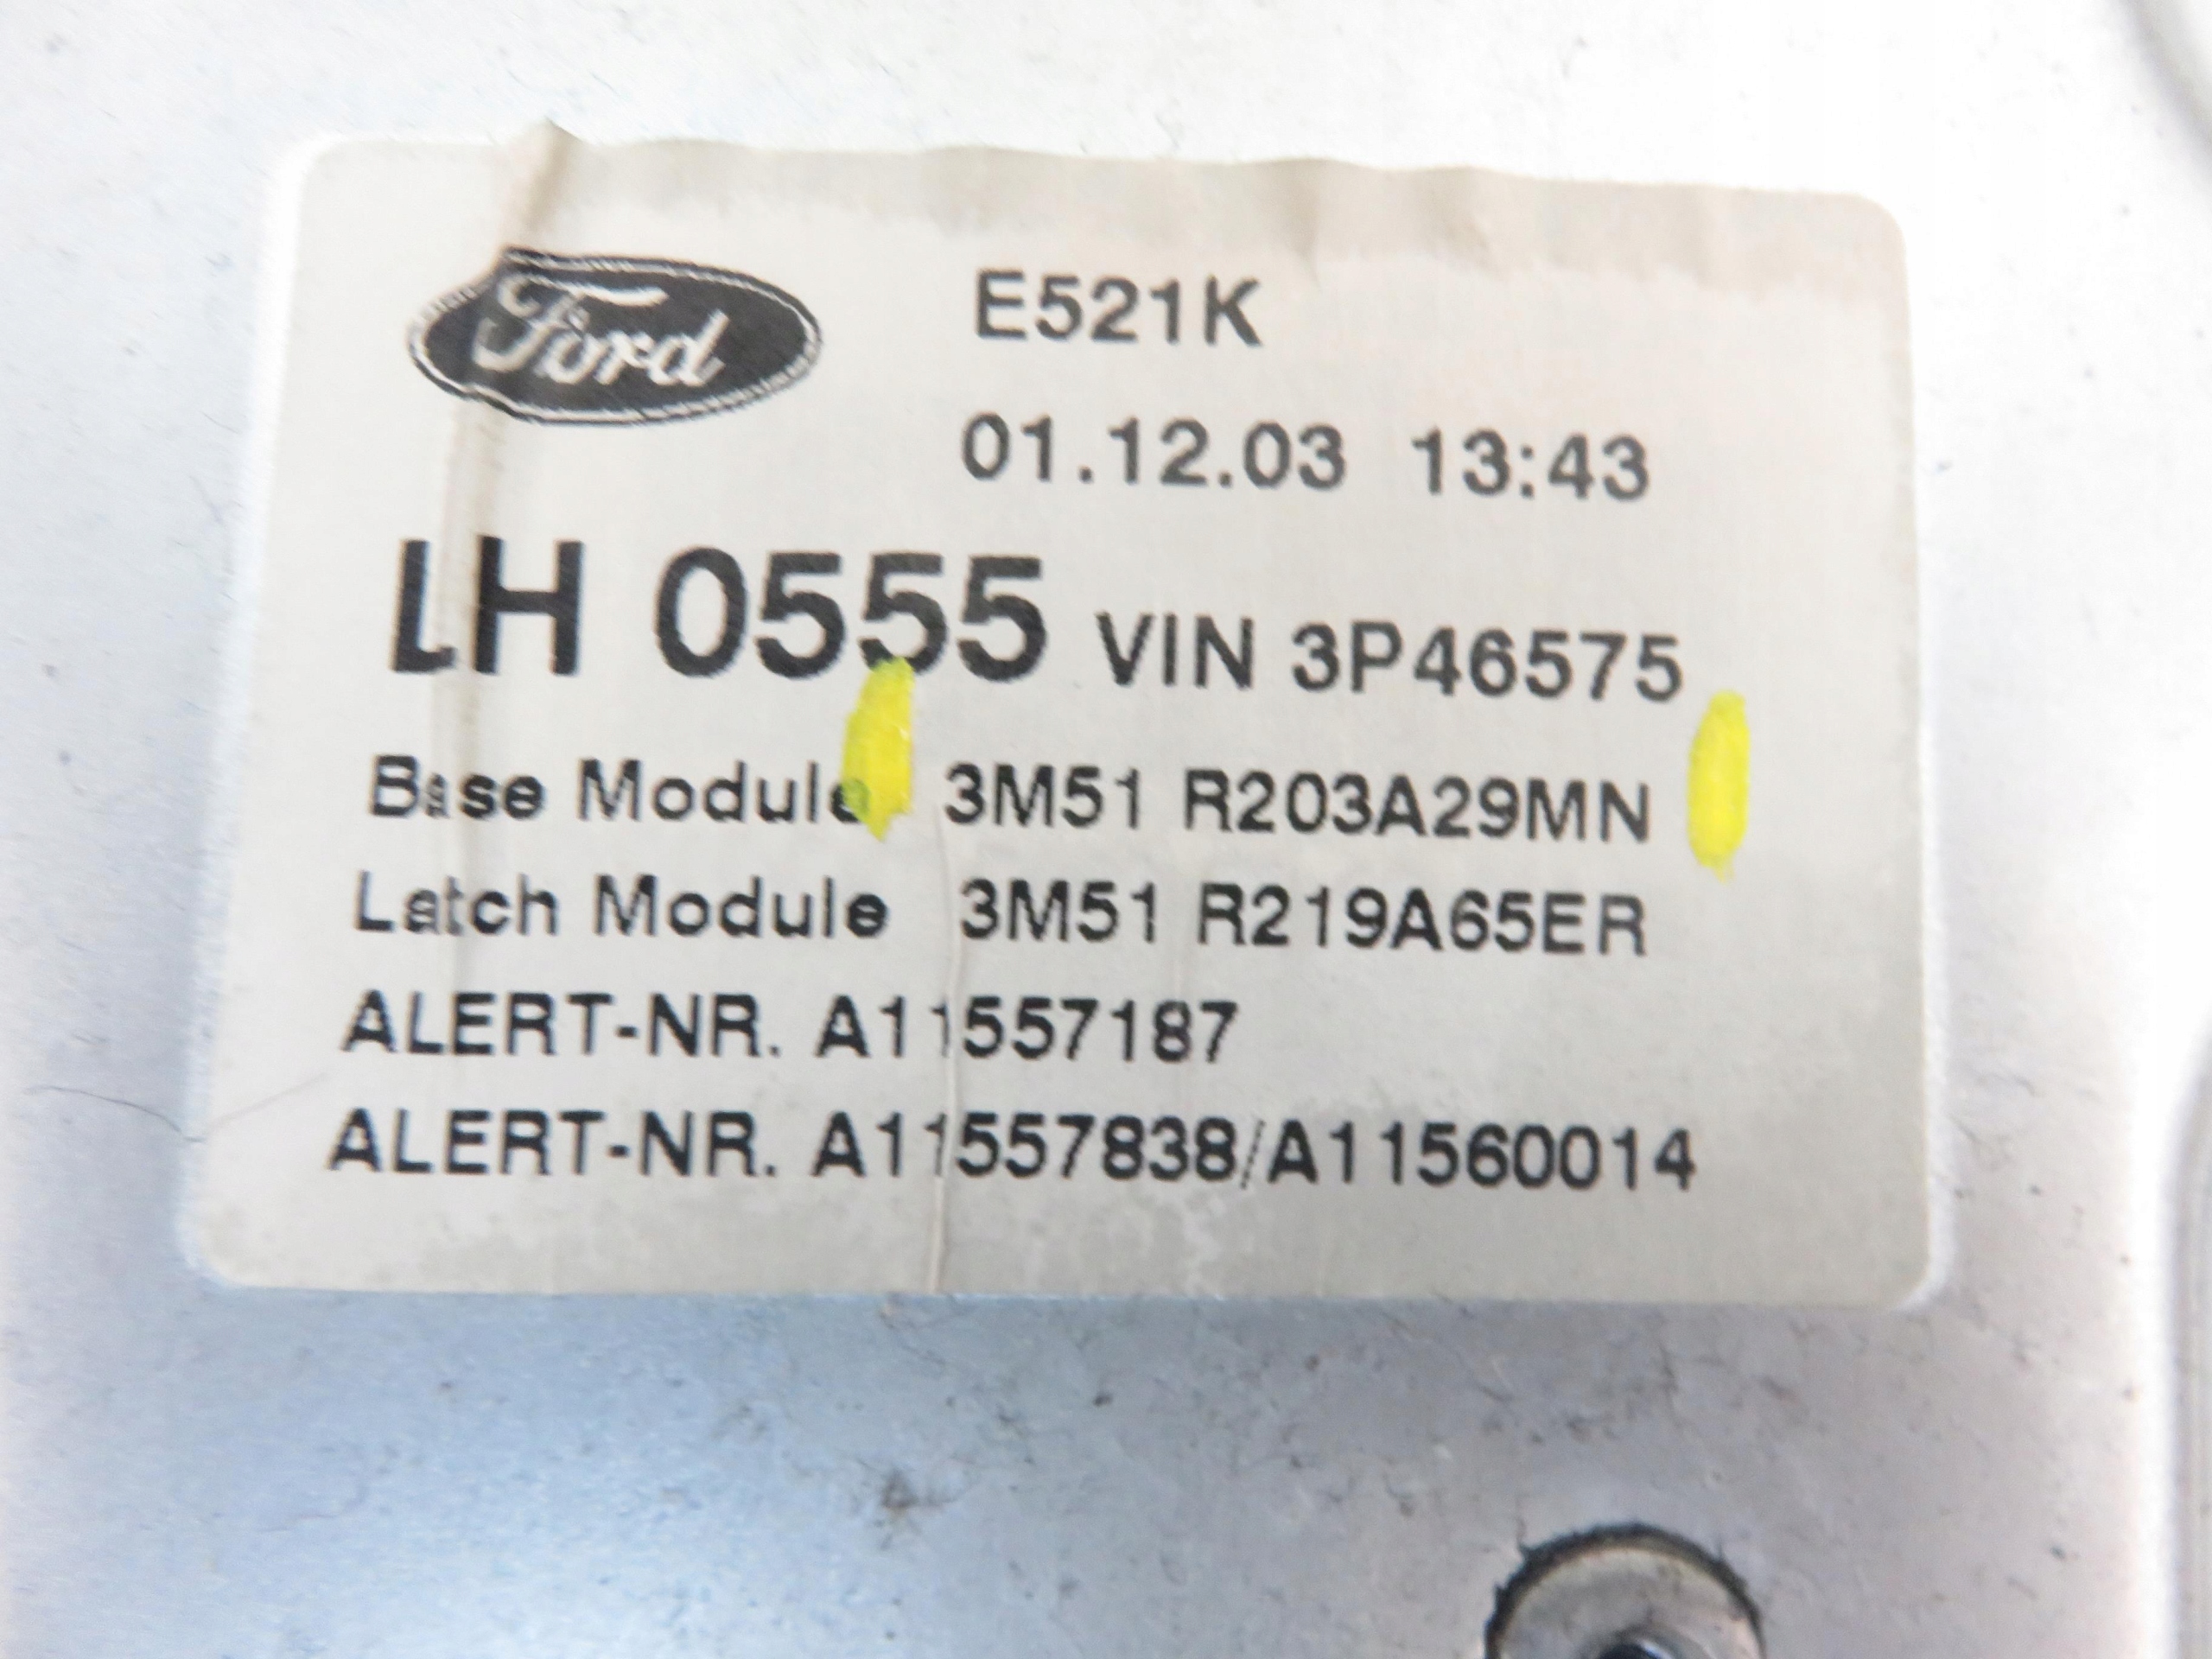 Ford
E521K
01.12.03 13:43
LH 0555 VIN 3P46575
Base Module 3M51 R203A29MN
Latch Module 3M51 R219A65ER
ALERT-NR. A11557187
ALERT-NR. A11557838/A11560014